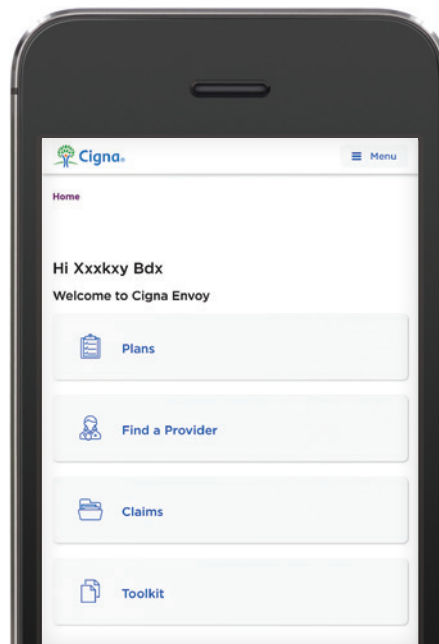 Cigna®
Menu
Home
Hi Xxxkxy Bdx
Welcome to Cigna Envoy
Plans
Find a Provider
Claims
Toolkit